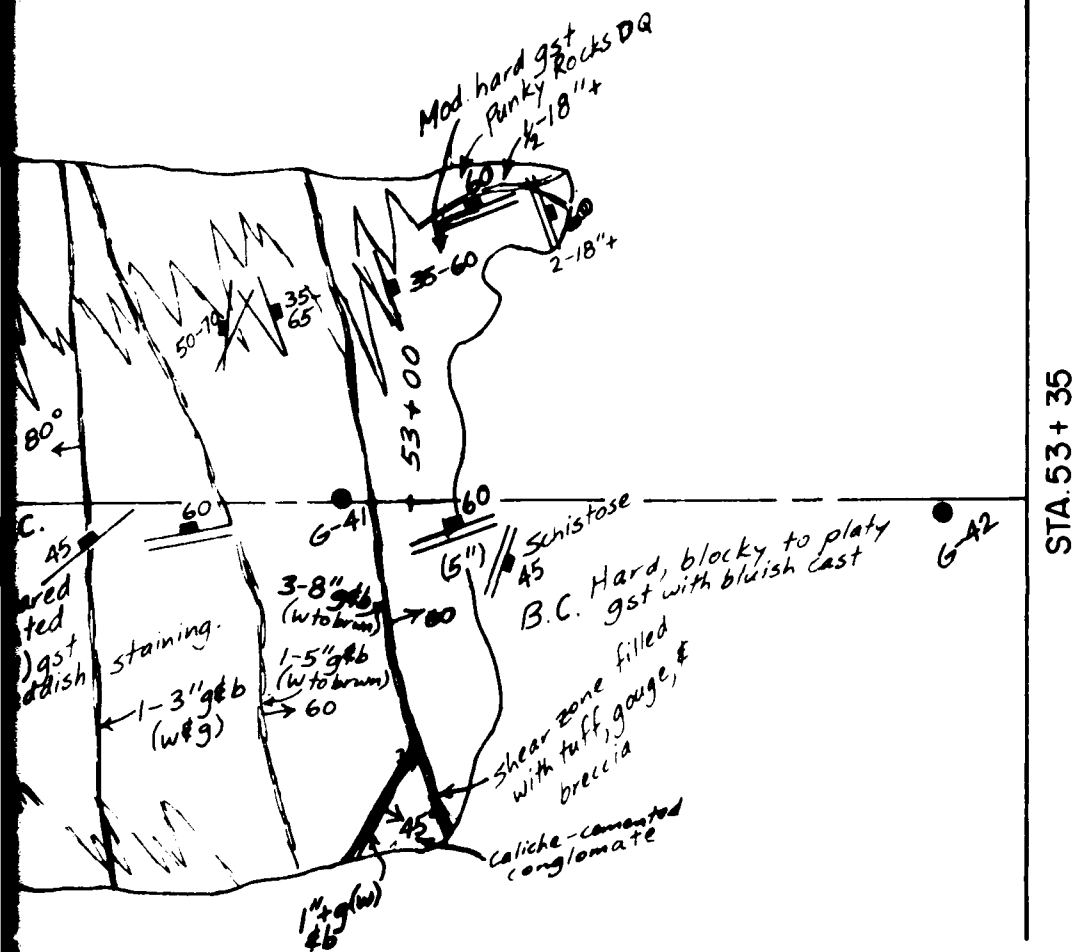 Mod. hard gst
Punky Rocks DQ
½-18"+
60
60
2-18"+
35-60
50-70
35-
65
53+00
80°
STA. 53+35
C.
45
60
G-41
60
(5")
Schistose
45
G-42
B.C. Hard, blocky to platy
gst with bluish cast
ared
ted
) gst
ddish
staining.
3-8" g&b
(w to brwn)
80
1-5" g&b
(w to brwn)
60
1-3" g&b
(w&g)
shear zone filled
with tuff, gouge, &
breccia
45
caliche-cemented
conglomate
1"+g(w)
&b